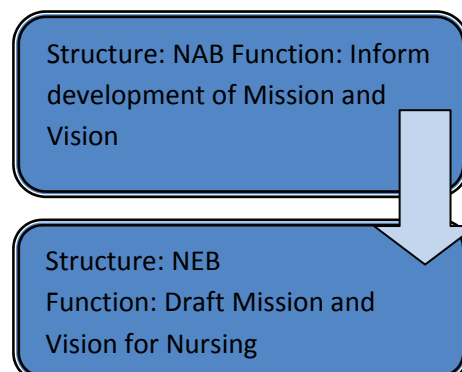 Structure: NAB Function: Inform
development of Mission and
Vision
Structure: NEB
Function: Draft Mission and
Vision for Nursing